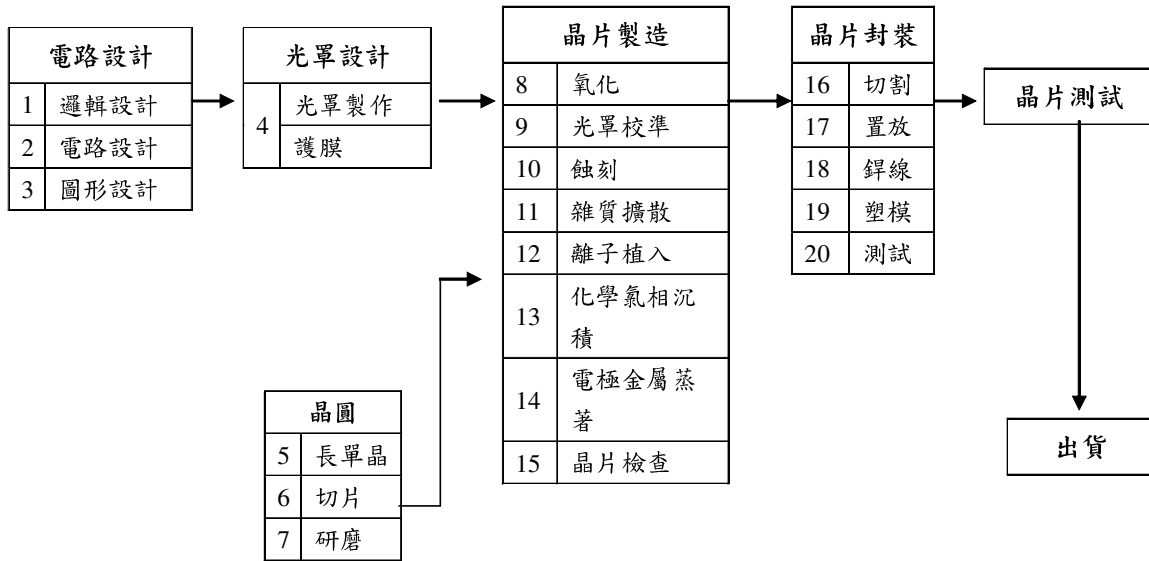 電路設計
1 邏輯設計
2 電路設計
3 圖形設計
光罩設計
4 光罩製作
護膜
晶圓
5 長單晶
6 切片
7 研磨
晶片製造
8 氧化
9 光罩校準
10 蝕刻
11 雜質擴散
12 離子植入
13 化學氣相沉
積
14 電極金屬蒸
著
15 晶片檢查
晶片封裝
16 切割
17 置放
18 銲線
19 塑模
20 測試
晶片測試
出貨